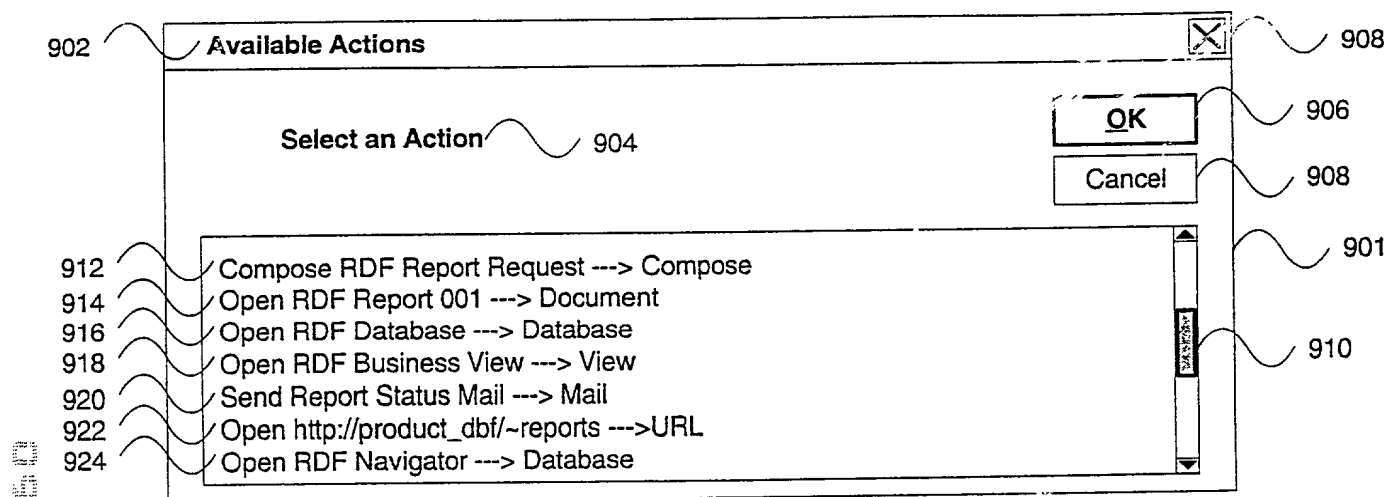 902 Available Actions 908
Select an Action 904 OK 906
Cancel 908
901
912 Compose RDF Report Request ---> Compose
914 Open RDF Report 001 ---> Document
916 Open RDF Database ---> Database
918 Open RDF Business View ---> View 910
920 Send Report Status Mail ---> Mail
922 Open http://product_dbf/~reports --->URL
924 Open RDF Navigator ---> Database